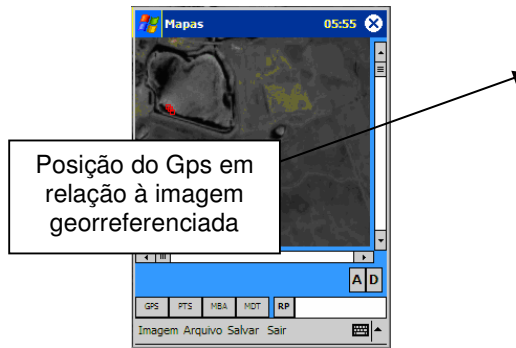 Mapas 05:55
Posição do Gps em
relação à imagem
georreferenciada
A D
GPS PTS MBA MDT RP
Imagem Arquivo Salvar Sair